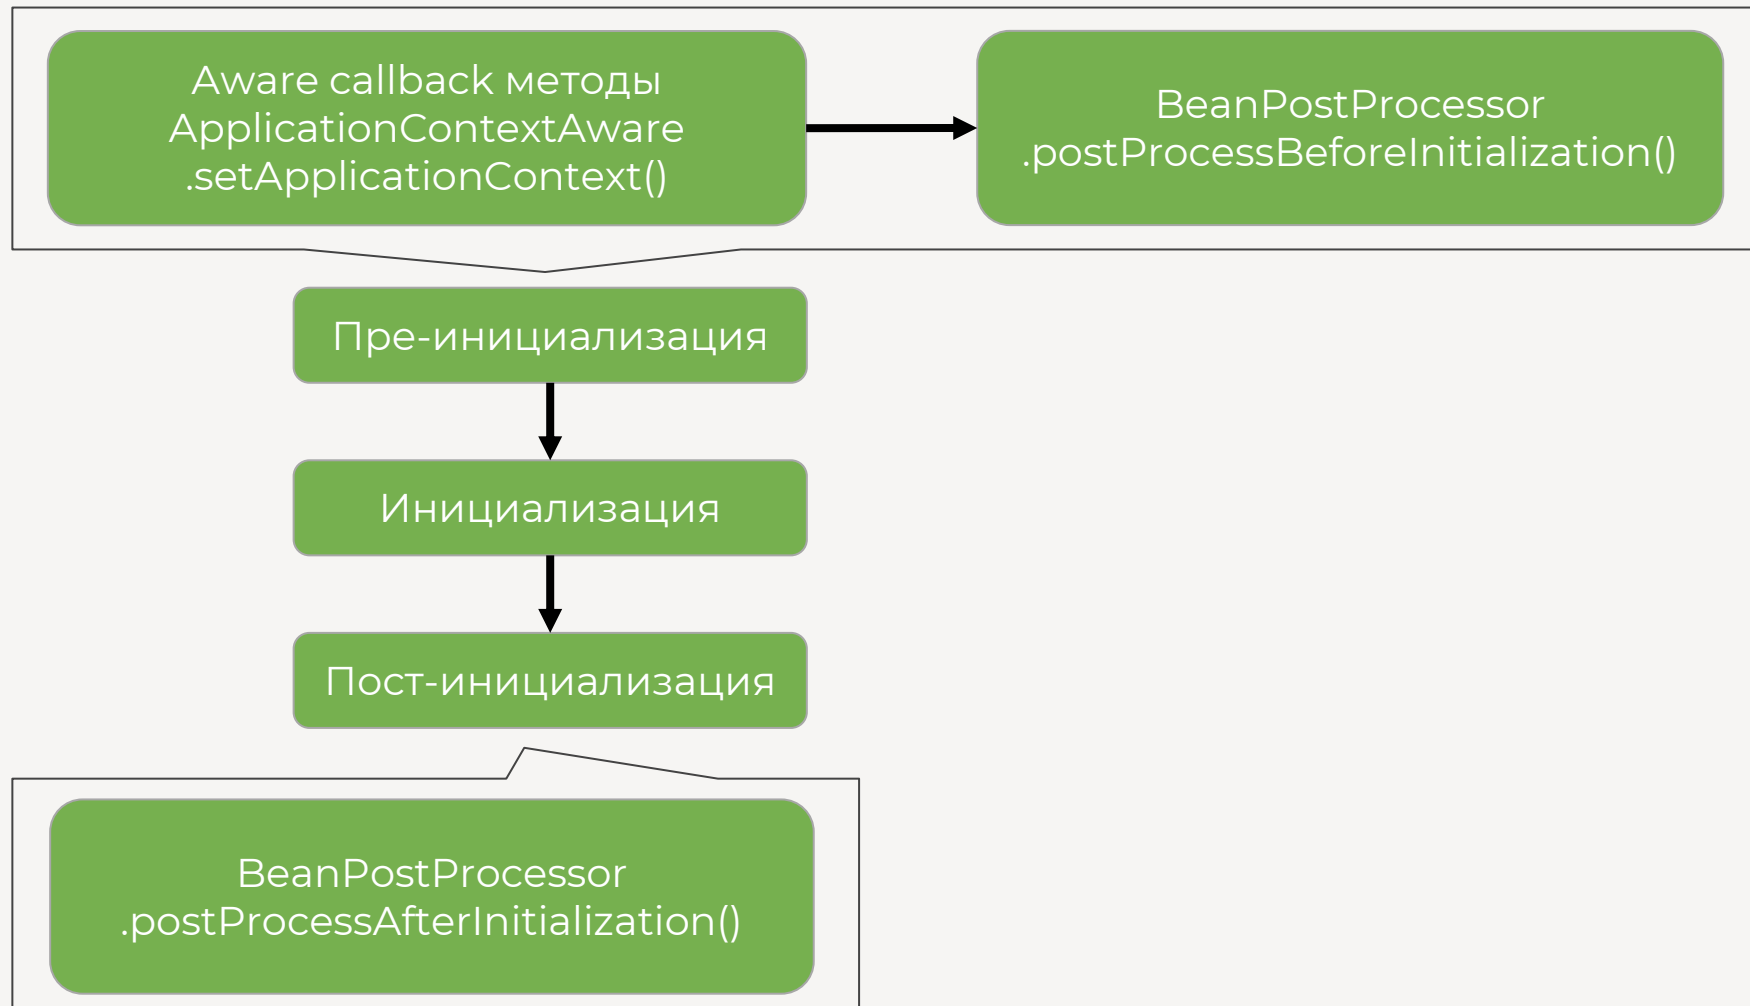 Aware callback методы
ApplicationContextAware
.setApplicationContext()
BeanPostProcessor
.postProcessBeforeInitialization()
Пре-инициализация
Инициализация
Пост-инициализация
BeanPostProcessor
.postProcessAfterInitialization()